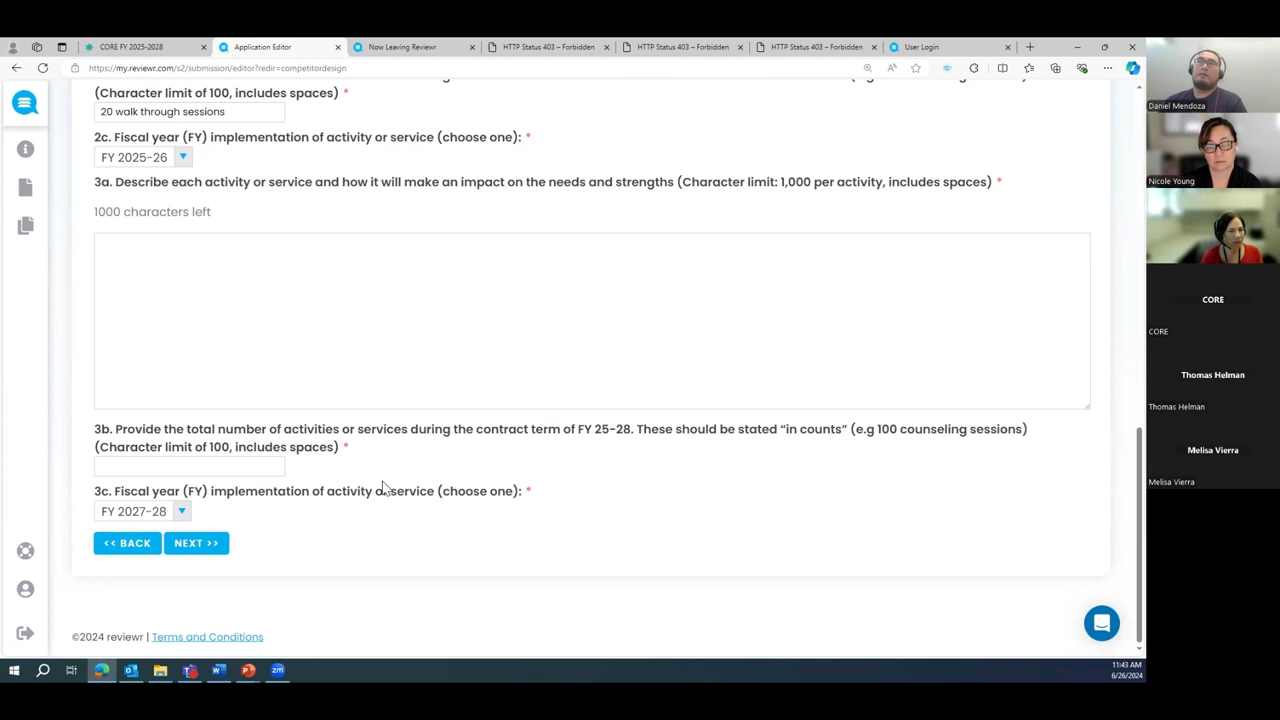 CORE FY 2025-2028
Application Editor
Now Leaving Reviewr
HTTP Status 403 – Forbidden
HTTP Status 403 – Forbidden
HTTP Status 403 – Forbidden
User Login
https://my.reviewr.com/s2/submission/editor?redir=competitordesign
(Character limit of 100, includes spaces) *
20 walk through sessions
2c. Fiscal year (FY) implementation of activity or service (choose one): *
FY 2025-26
3a. Describe each activity or service and how it will make an impact on the needs and strengths (Character limit: 1,000 per activity, includes spaces) *
1000 characters left
3b. Provide the total number of activities or services during the contract term of FY 25-28. These should be stated “in counts” (e.g 100 counseling sessions)
(Character limit of 100, includes spaces) *
3c. Fiscal year (FY) implementation of activity or service (choose one): *
FY 2027-28
<< BACK
NEXT >>
©2024 reviewr | Terms and Conditions
11:43 AM
6/26/2024
Daniel Mendoza
Nicole Young
CORE
CORE
Thomas Helman
Thomas Helman
Melisa Vierra
Melisa Vierra